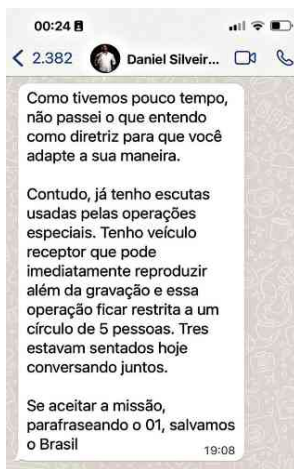 00:24
2.382 Daniel Silveir...
Como tivemos pouco tempo,
não passei o que entendo
como diretriz para que você
adapte a sua maneira.
Contudo, já tenho escutas
usadas pelas operações
especiais. Tenho veículo
receptor que pode
imediatamente reproduzir
além da gravação e essa
operação ficar restrita a um
círculo de 5 pessoas. Tres
estavam sentados hoje
conversando juntos.
Se aceitar a missão,
parafraseando o 01, salvamos
o Brasil
19:08